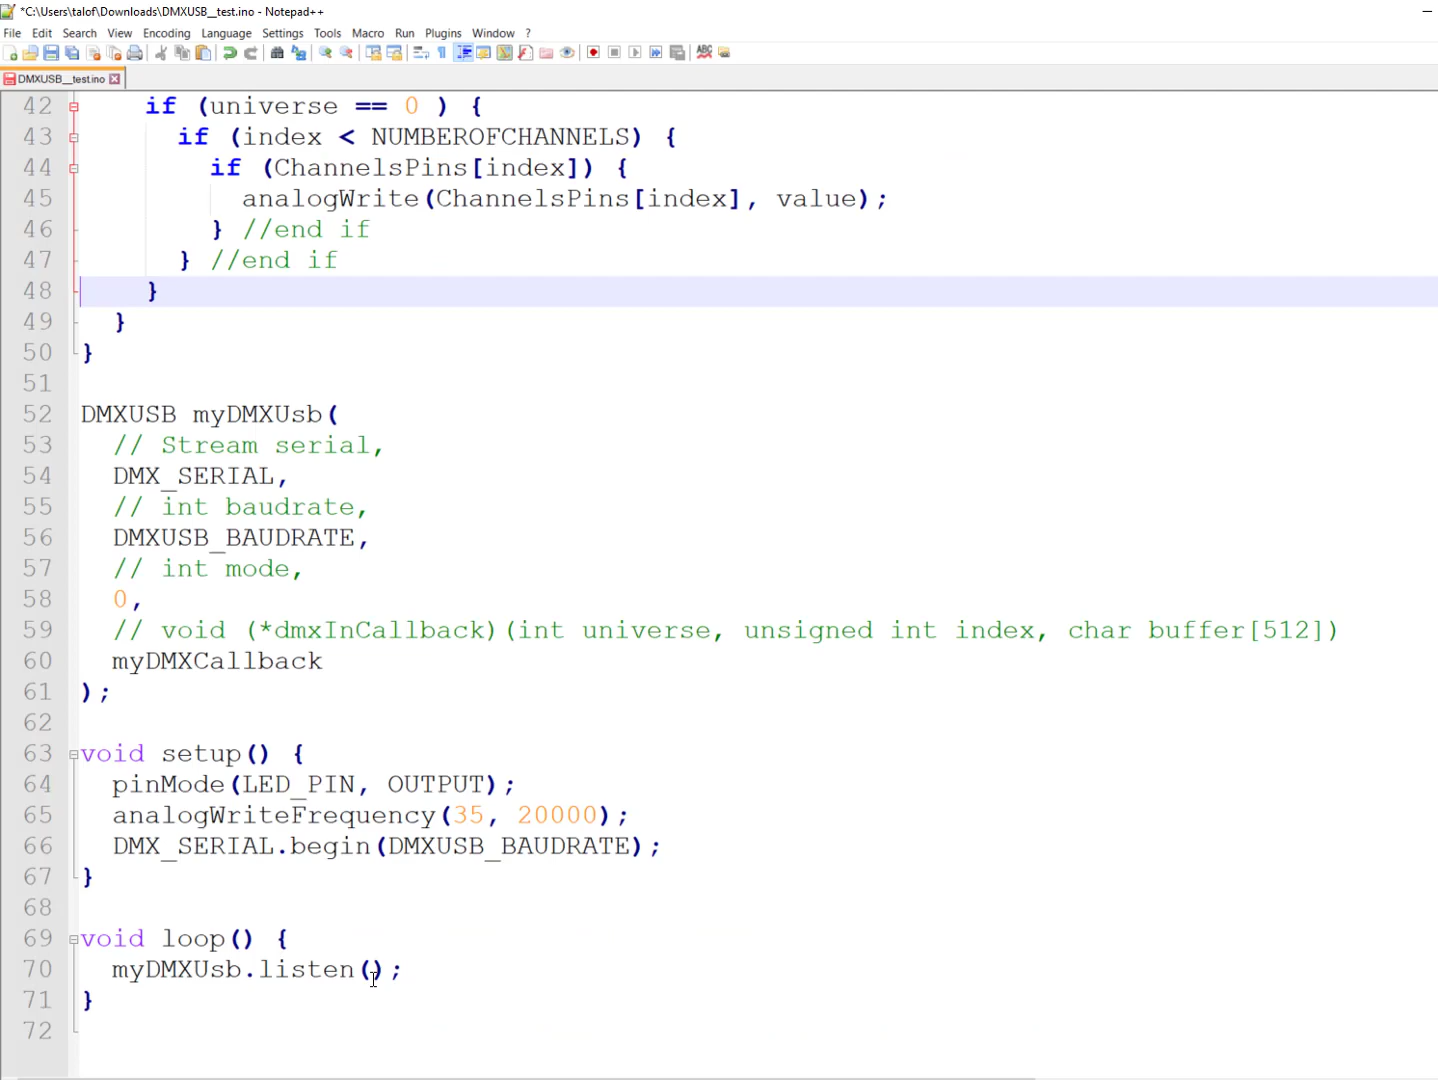 *C:\Users\talof\Downloads\DMXUSB__test.ino - Notepad++
File Edit Search View Encoding Language Settings Tools Macro Run Plugins Window ?
DMXUSB__test.ino
42 if (universe == 0 ) {
43 if (index < NUMBEROFCHANNELS) {
44 if (ChannelsPins[index]) {
45 analogWrite(ChannelsPins[index], value);
46 } //end if
47 } //end if
48 }
49 }
50 }
51
52 DMXUSB myDMXUsb(
53 // Stream serial,
54 DMX_SERIAL,
55 // int baudrate,
56 DMXUSB_BAUDRATE,
57 // int mode,
58 0,
59 // void (*dmxInCallback)(int universe, unsigned int index, char buffer[512])
60 myDMXCallback
61 );
62
63 void setup() {
64 pinMode(LED_PIN, OUTPUT);
65 analogWriteFrequency(35, 20000);
66 DMX_SERIAL.begin(DMXUSB_BAUDRATE);
67 }
68
69 void loop() {
70 myDMXUsb.listen();
71 }
72